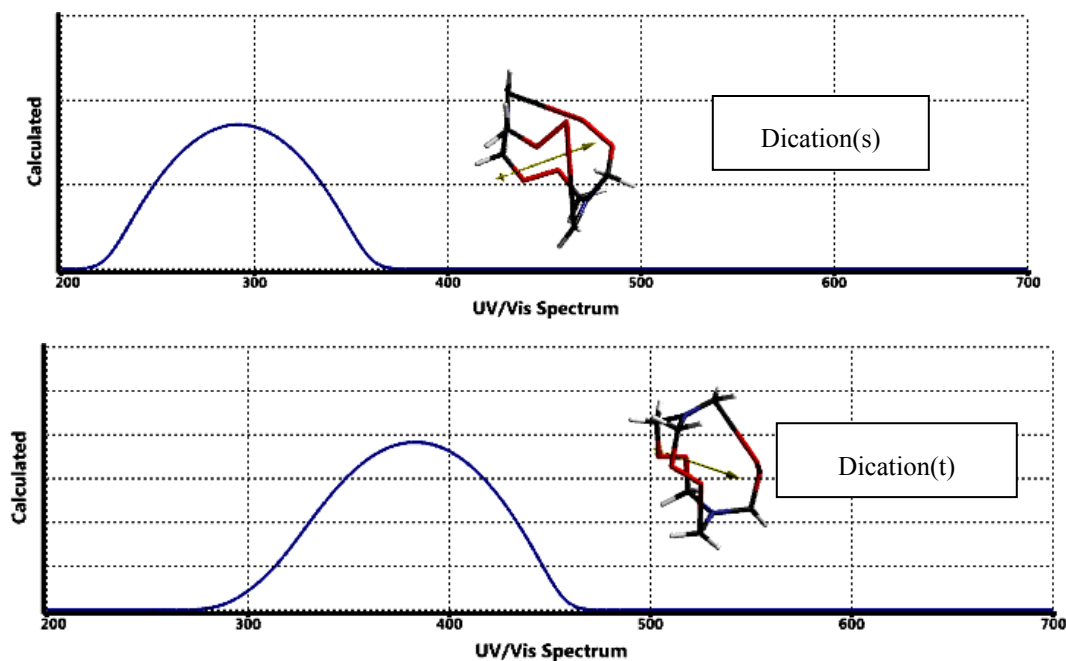 Calculated
Dication(s)
200 300 400 500 600 700
UV/Vis Spectrum
Calculated
Dication(t)
200 300 400 500 600 700
UV/Vis Spectrum